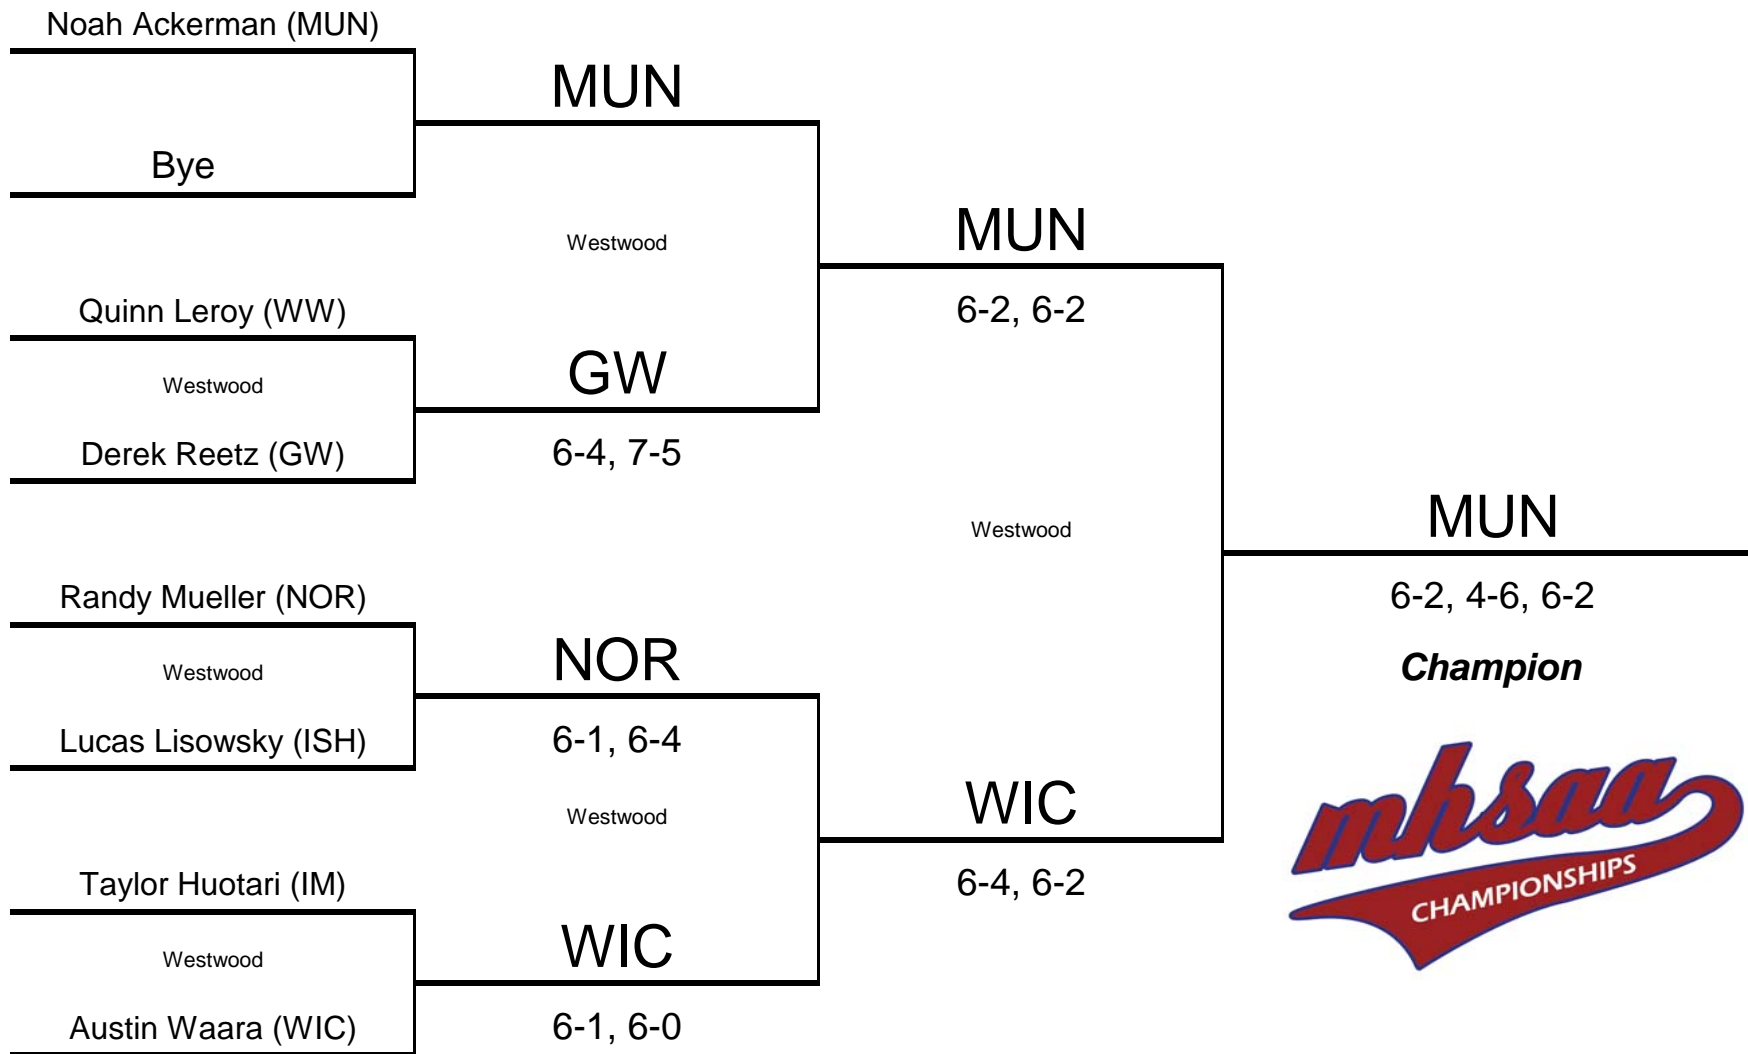 Noah Ackerman (MUN)
MUN
Bye
Westwood
MUN
Quinn Leroy (WW)
6-2, 6-2
GW
Westwood
Derek Reetz (GW)
6-4, 7-5
MUN
Westwood
Randy Mueller (NOR)
6-2, 4-6, 6-2
NOR
Westwood
Champion
Lucas Lisowsky (ISH)
6-1, 6-4
WIC
Westwood
mhsaa
CHAMPIONSHIPS
Taylor Huotari (IM)
6-4, 6-2
WIC
Westwood
Austin Waara (WIC)
6-1, 6-0